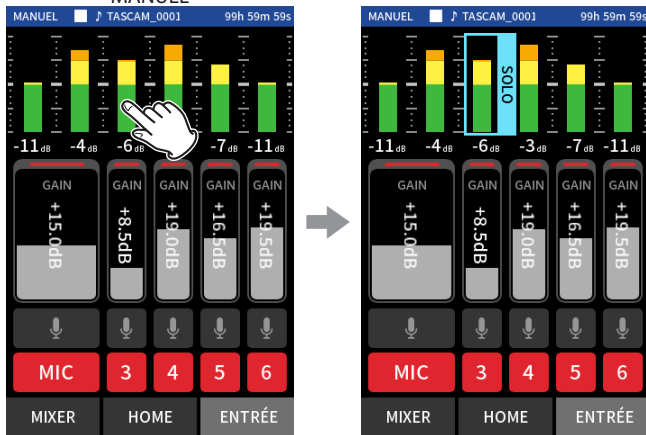 MANUEL
MANUEL TASCAM_0001 99h 59m 59s
-11dB -4dB -6dB -7dB -11dB
GAIN GAIN GAIN GAIN GAIN
+15.0dB +8.5dB +19.0dB +16.5dB +19.5dB
MIC 3 4 5 6
MIXER HOME ENTRÉE
MANUEL TASCAM_0001 99h 59m 59s
SOLO
-11dB -4dB -6dB -3dB -7dB -11dB
GAIN GAIN GAIN GAIN GAIN
+15.0dB +8.5dB +19.0dB +16.5dB +19.5dB
MIC 3 4 5 6
MIXER HOME ENTRÉE